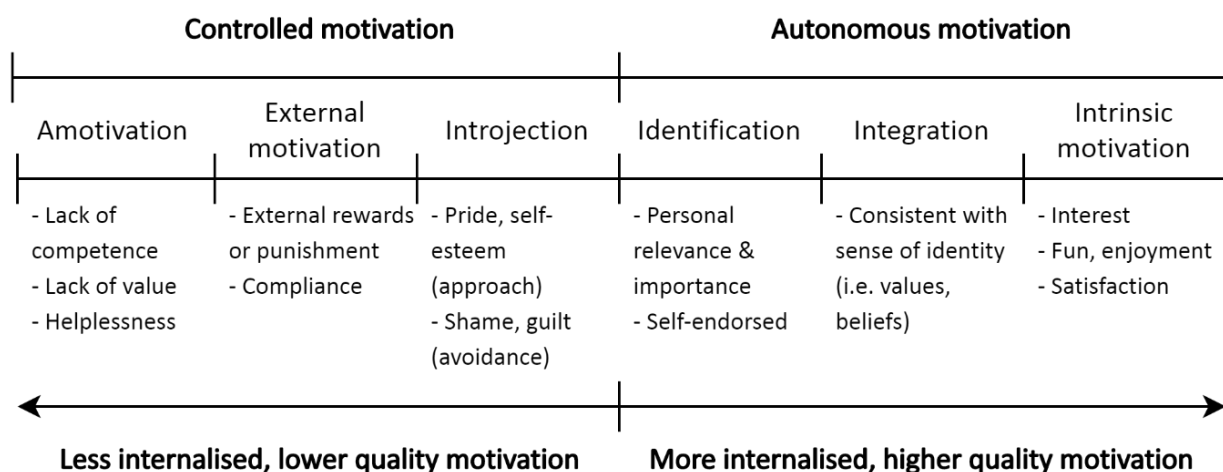 Controlled motivation
Autonomous motivation
Amotivation
External
motivation
Introjection
Identification
Integration
Intrinsic
motivation
- Lack of
competence
- Lack of value
- Helplessness
- External rewards
or punishment
- Compliance
- Pride, self-
esteem
(approach)
- Shame, guilt
(avoidance)
- Personal
relevance &
importance
- Self-endorsed
- Consistent with
sense of identity
(i.e. values,
beliefs)
- Interest
- Fun, enjoyment
- Satisfaction
Less internalised, lower quality motivation
More internalised, higher quality motivation